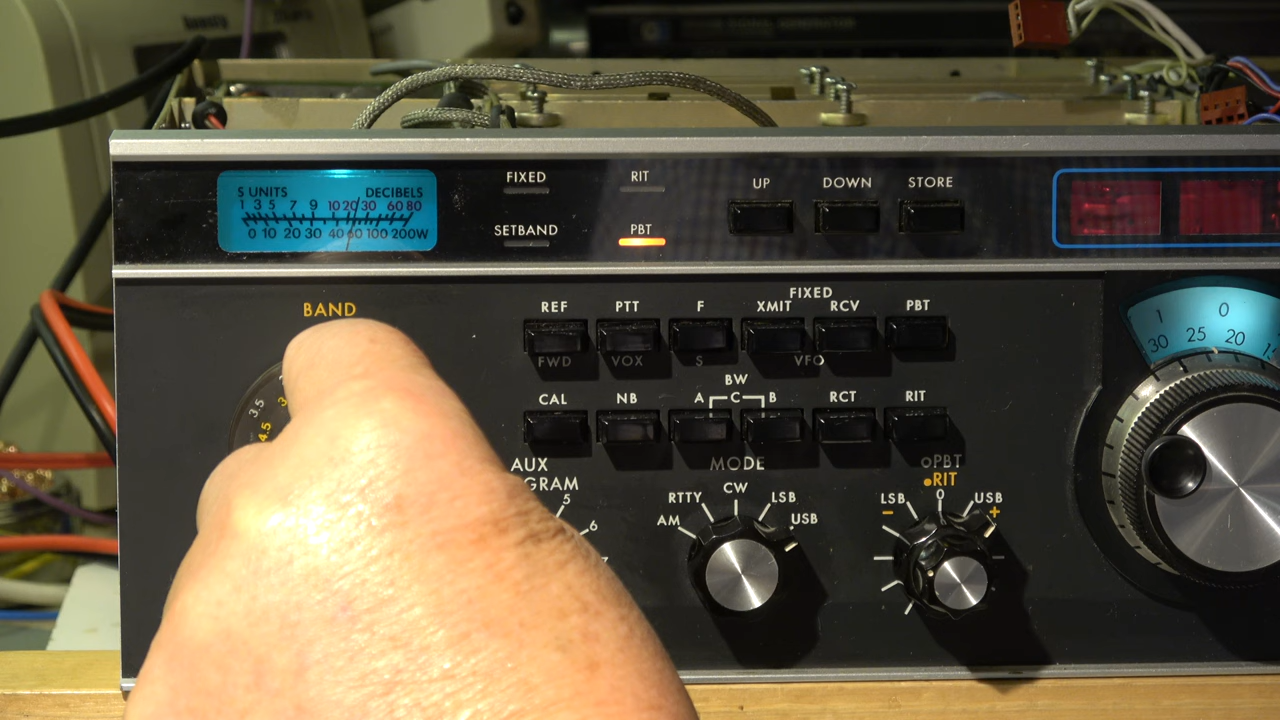 S UNITS DECIBELS
1 3 5 7 9 10 20 30 60 80
0 10 20 30 40 60 100 200W
FIXED RIT
SETBAND PBT
UP DOWN STORE
BAND
3.5
4.5
FIXED
REF PTT F XMIT RCV PBT
FWD VOX S VFO
BW
CAL NB A C B RCT RIT
AUX
GRAM
5
6
MODE
AM RTTY CW LSB USB
PBT
RIT
LSB 0 USB
− +
1 0
30 25 20